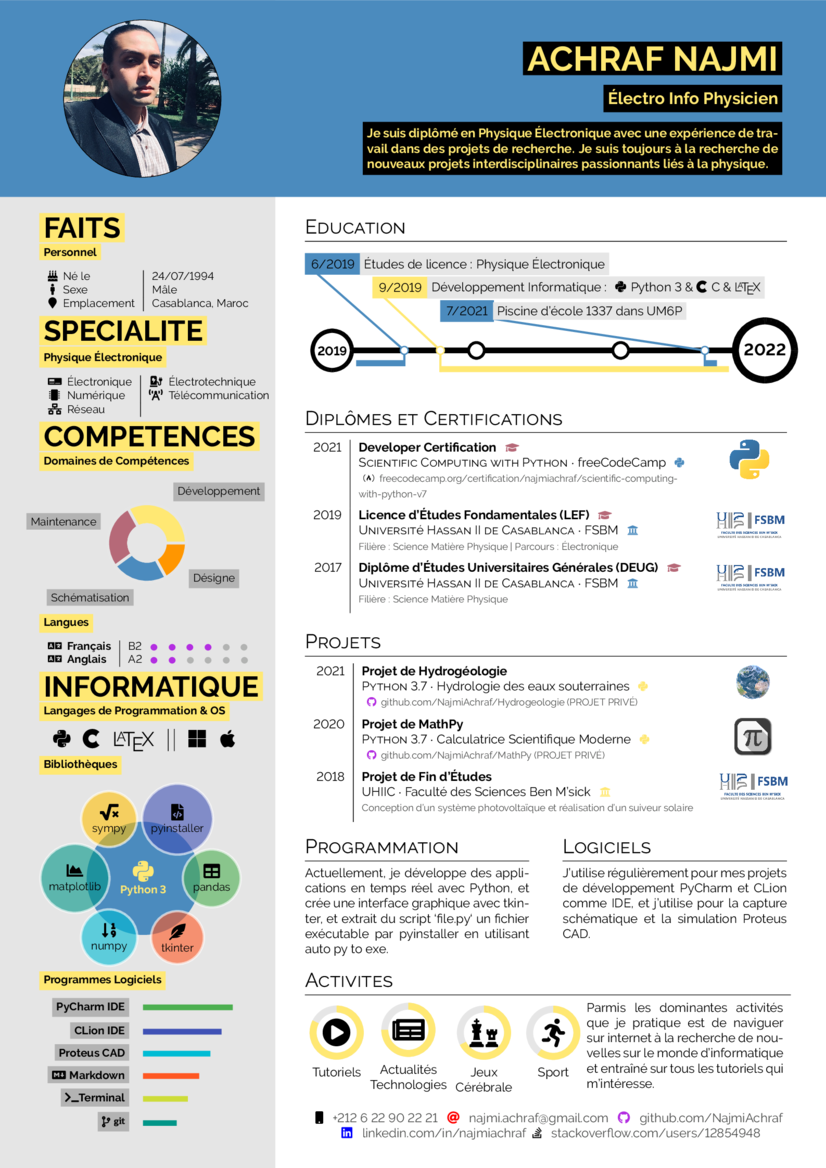 ACHRAF NAJMI
Électro Info Physicien
Je suis diplômé en Physique Électronique avec une expérience de tra-
vail dans des projets de recherche. Je suis toujours à la recherche de
nouveaux projets interdisciplinaires passionnants liés à la physique.
FAITS
Personnel
Né le 24/07/1994
Sexe Mâle
Emplacement Casablanca, Maroc
SPECIALITE
Physique Électronique
Électronique Électrotechnique
Numérique Télécommunication
Réseau
COMPETENCES
Domaines de Compétences
Développement
Maintenance
Désigne
Schématisation
Langues
Français B2
Anglais A2
INFORMATIQUE
Langages de Programmation & OS
LATEX
Bibliothèques
sympy
pyinstaller
matplotlib
Python 3
pandas
numpy
tkinter
Programmes Logiciels
PyCharm IDE
CLion IDE
Proteus CAD
Markdown
>_Terminal
git
EDUCATION
6/2019 Études de licence : Physique Électronique
9/2019 Développement Informatique : Python 3 & C & LATEX
7/2021 Piscine d'école 1337 dans UM6P
2019
2022
DIPLÔMES ET CERTIFICATIONS
2021 Developer Certification
SCIENTIFIC COMPUTING WITH PYTHON · freeCodeCamp
freecodecamp.org/certification/najmiachraf/scientific-computing-
with-python-v7
2019 Licence d'Études Fondamentales (LEF)
UNIVERSITé HASSAN II DE CASABLANCA · FSBM
Filière : Science Matière Physique | Parcours : Électronique
FSBM
2017 Diplôme d'Études Universitaires Générales (DEUG)
UNIVERSITé HASSAN II DE CASABLANCA · FSBM
Filière : Science Matière Physique
FSBM
PROJETS
2021 Projet de Hydrogéologie
PYTHON 3.7 · Hydrologie des eaux souterraines
github.com/NajmiAchraf/Hydrogeologie (PROJET PRIVÉ)
2020 Projet de MathPy
PYTHON 3.7 · Calculatrice Scientifique Moderne
github.com/NajmiAchraf/MathPy (PROJET PRIVÉ)
π
2018 Projet de Fin d'Études
UHIIC · Faculté des Sciences Ben M'sick
Conception d'un système photovoltaïque et réalisation d'un suiveur solaire
FSBM
PROGRAMMATION
Actuellement, je développe des appli-
cations en temps réel avec Python, et
crée une interface graphique avec tkin-
ter, et extrait du script 'file.py' un fichier
exécutable par pyinstaller en utilisant
auto py to exe.
LOGICIELS
J'utilise régulièrement pour mes projets
de développement PyCharm et CLion
comme IDE, et j'utilise pour la capture
schématique et la simulation Proteus
CAD.
ACTIVITES
Tutoriels
Actualités
Technologies
Jeux
Cérébrale
Sport
Parmis les dominantes activités
que je pratique est de naviguer
sur internet à la recherche de nou-
velles sur le monde d'informatique
et entraîné sur tous les tutoriels qui
m'intéresse.
+212 6 22 90 22 21 najmi.achraf@gmail.com github.com/NajmiAchraf
linkedin.com/in/najmiachraf stackoverflow.com/users/12854948